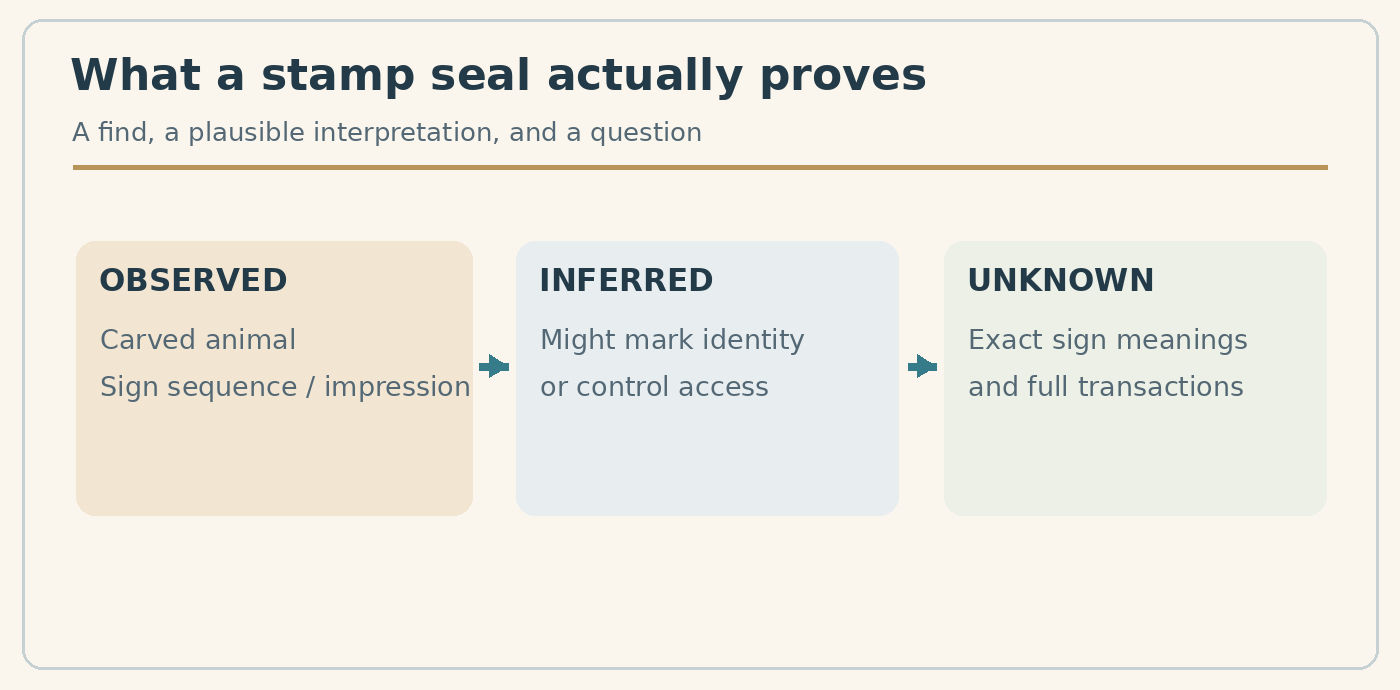 What a stamp seal actually proves
A find, a plausible interpretation, and a question
OBSERVED
Carved animal
Sign sequence / impression
INFERRED
Might mark identity
or control access
UNKNOWN
Exact sign meanings
and full transactions